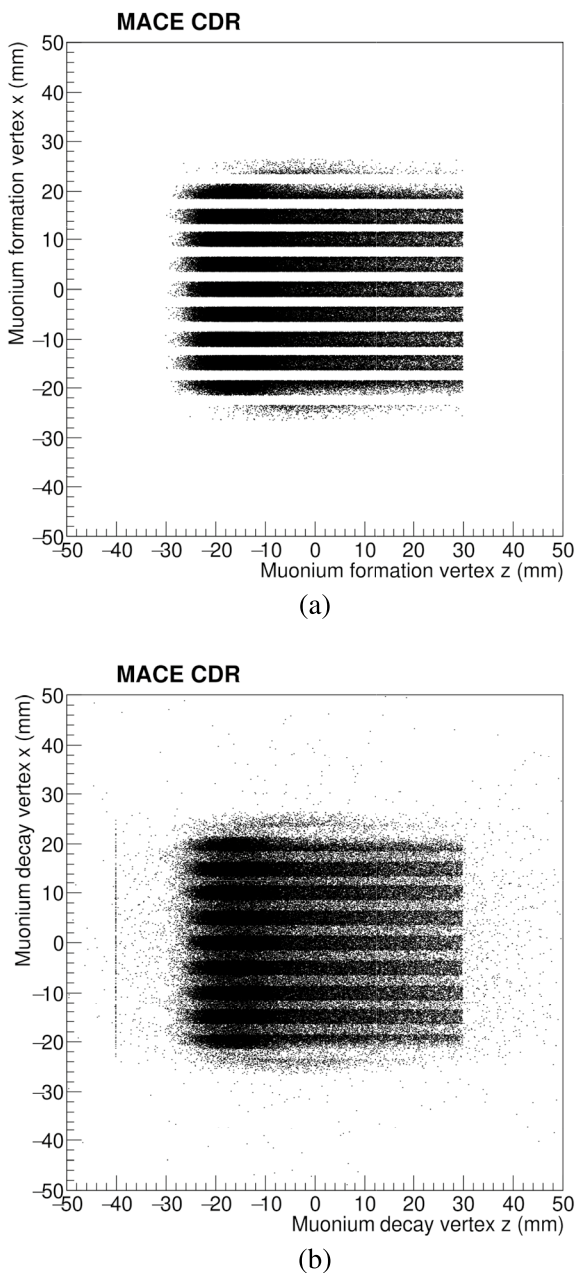 MACE CDR
Muonium formation vertex x (mm)
50
40
30
20
10
0
−10
−20
−30
−40
−50
−50 −40 −30 −20 −10 0 10 20 30 40 50
Muonium formation vertex z (mm)
(a)
MACE CDR
Muonium decay vertex x (mm)
50
40
30
20
10
0
−10
−20
−30
−40
−50
−50 −40 −30 −20 −10 0 10 20 30 40 50
Muonium decay vertex z (mm)
(b)